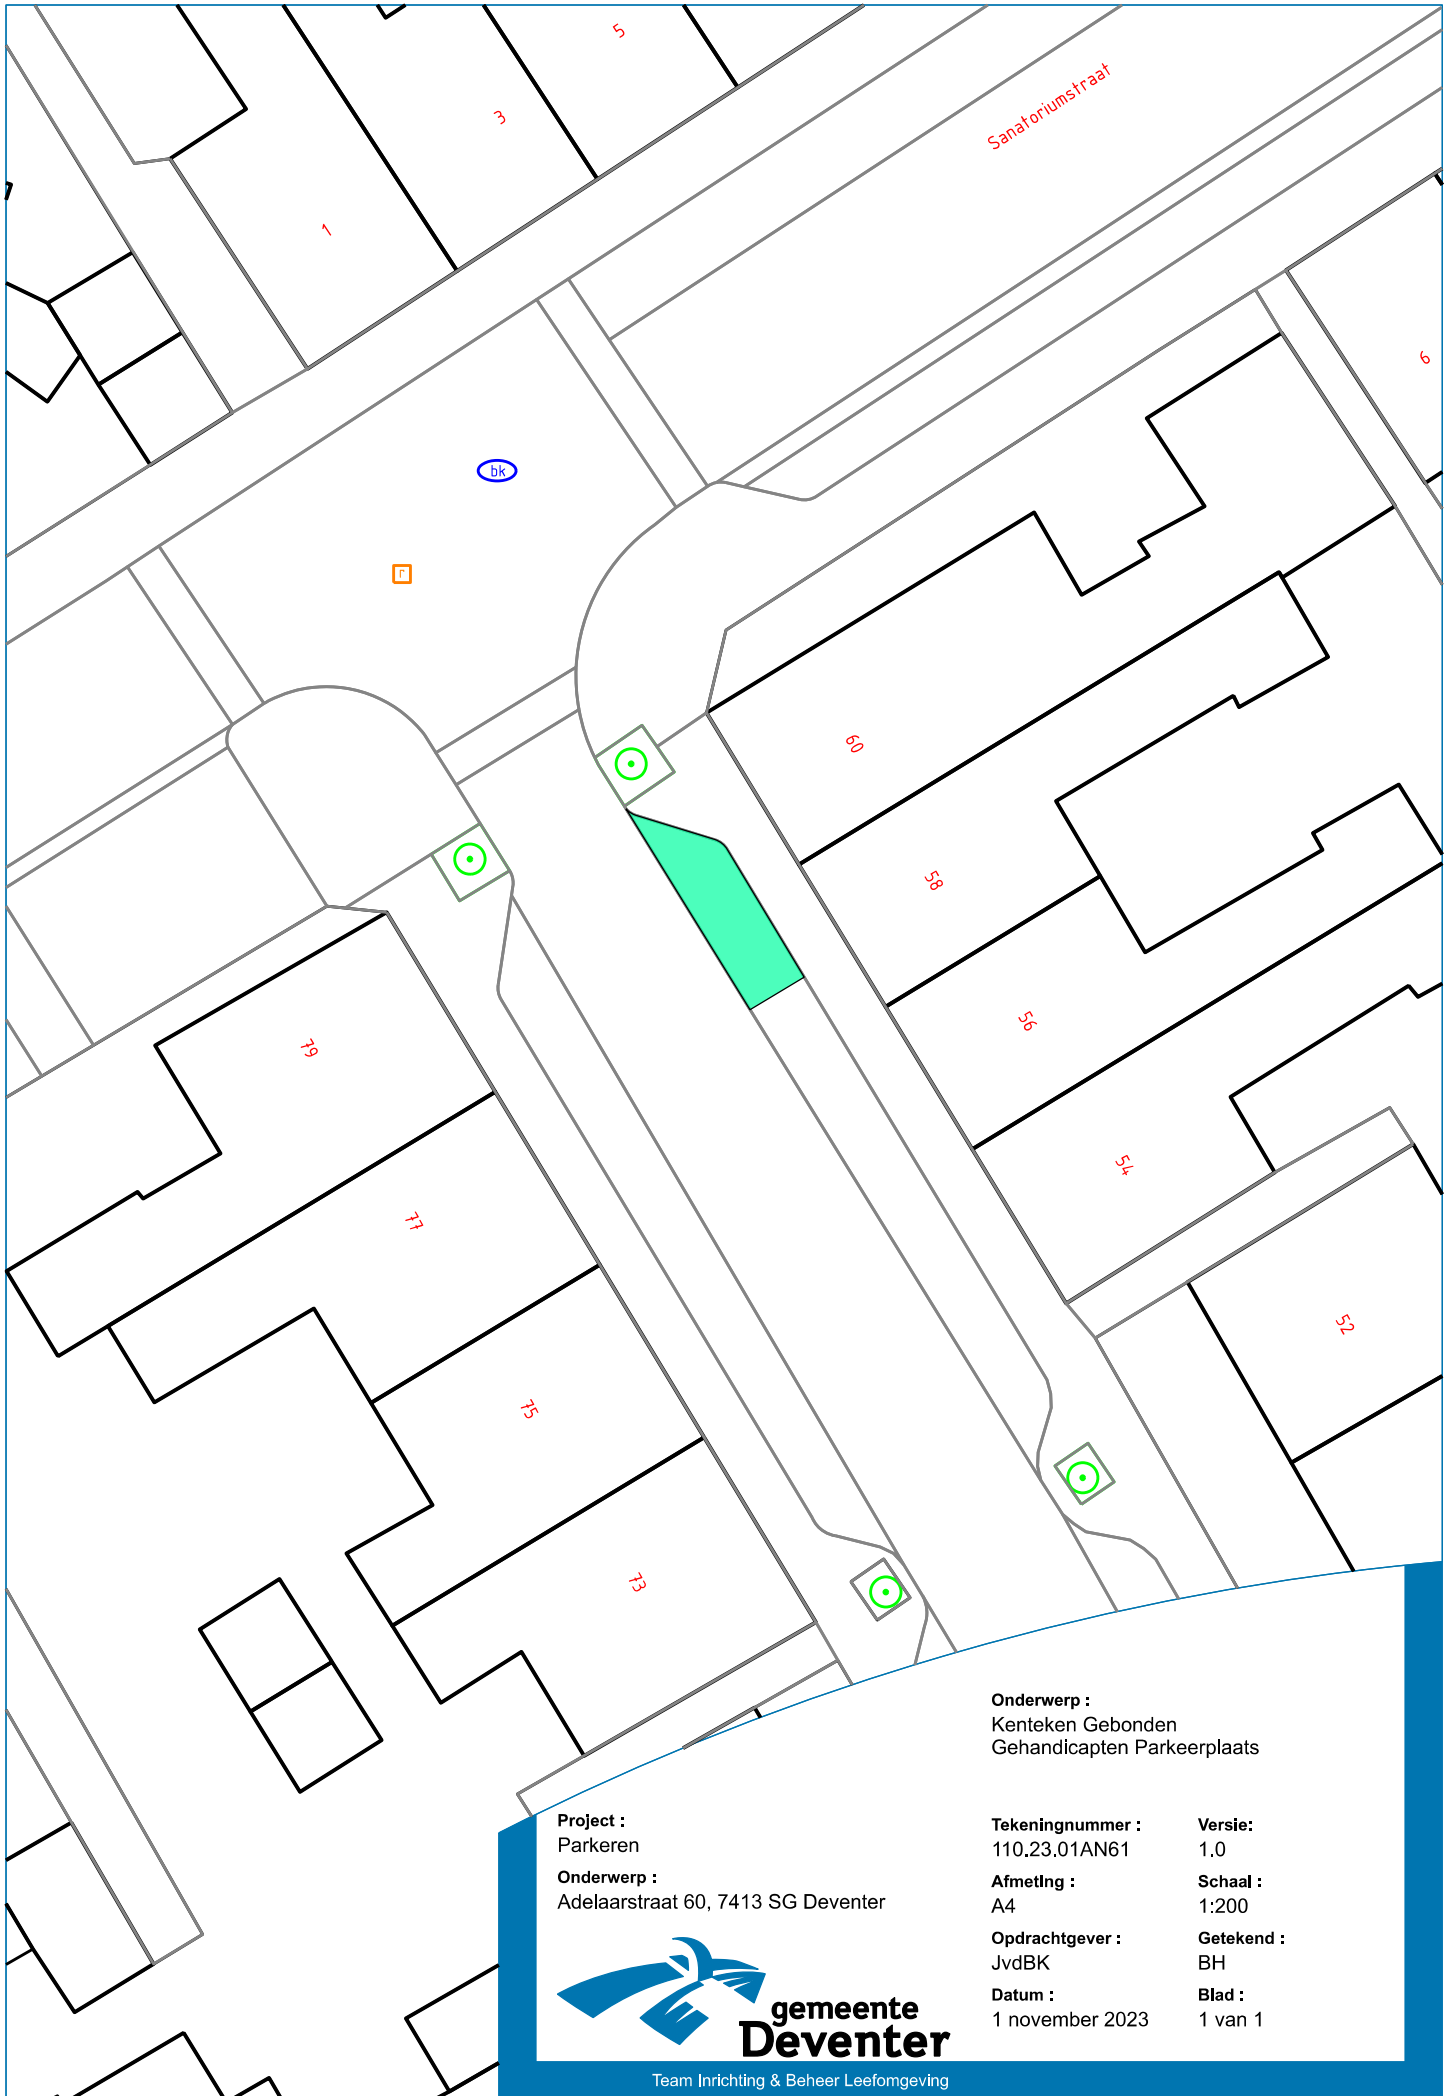 5
3
Sanatoriumstraat
1
6
bk
r
60
58
56
79
54
77
52
75
73
Onderwerp :
Kenteken Gebonden
Gehandicapten Parkeerplaats
Project :
Parkeren
Onderwerp :
Adelaarstraat 60, 7413 SG Deventer
Tekeningnummer :
110.23.01AN61
Versie:
1.0
Afmeting :
A4
Schaal :
1:200
Opdrachtgever :
JvdBK
Getekend :
BH
Datum :
1 november 2023
Blad :
1 van 1
gemeente
Deventer
Team Inrichting & Beheer Leefomgeving